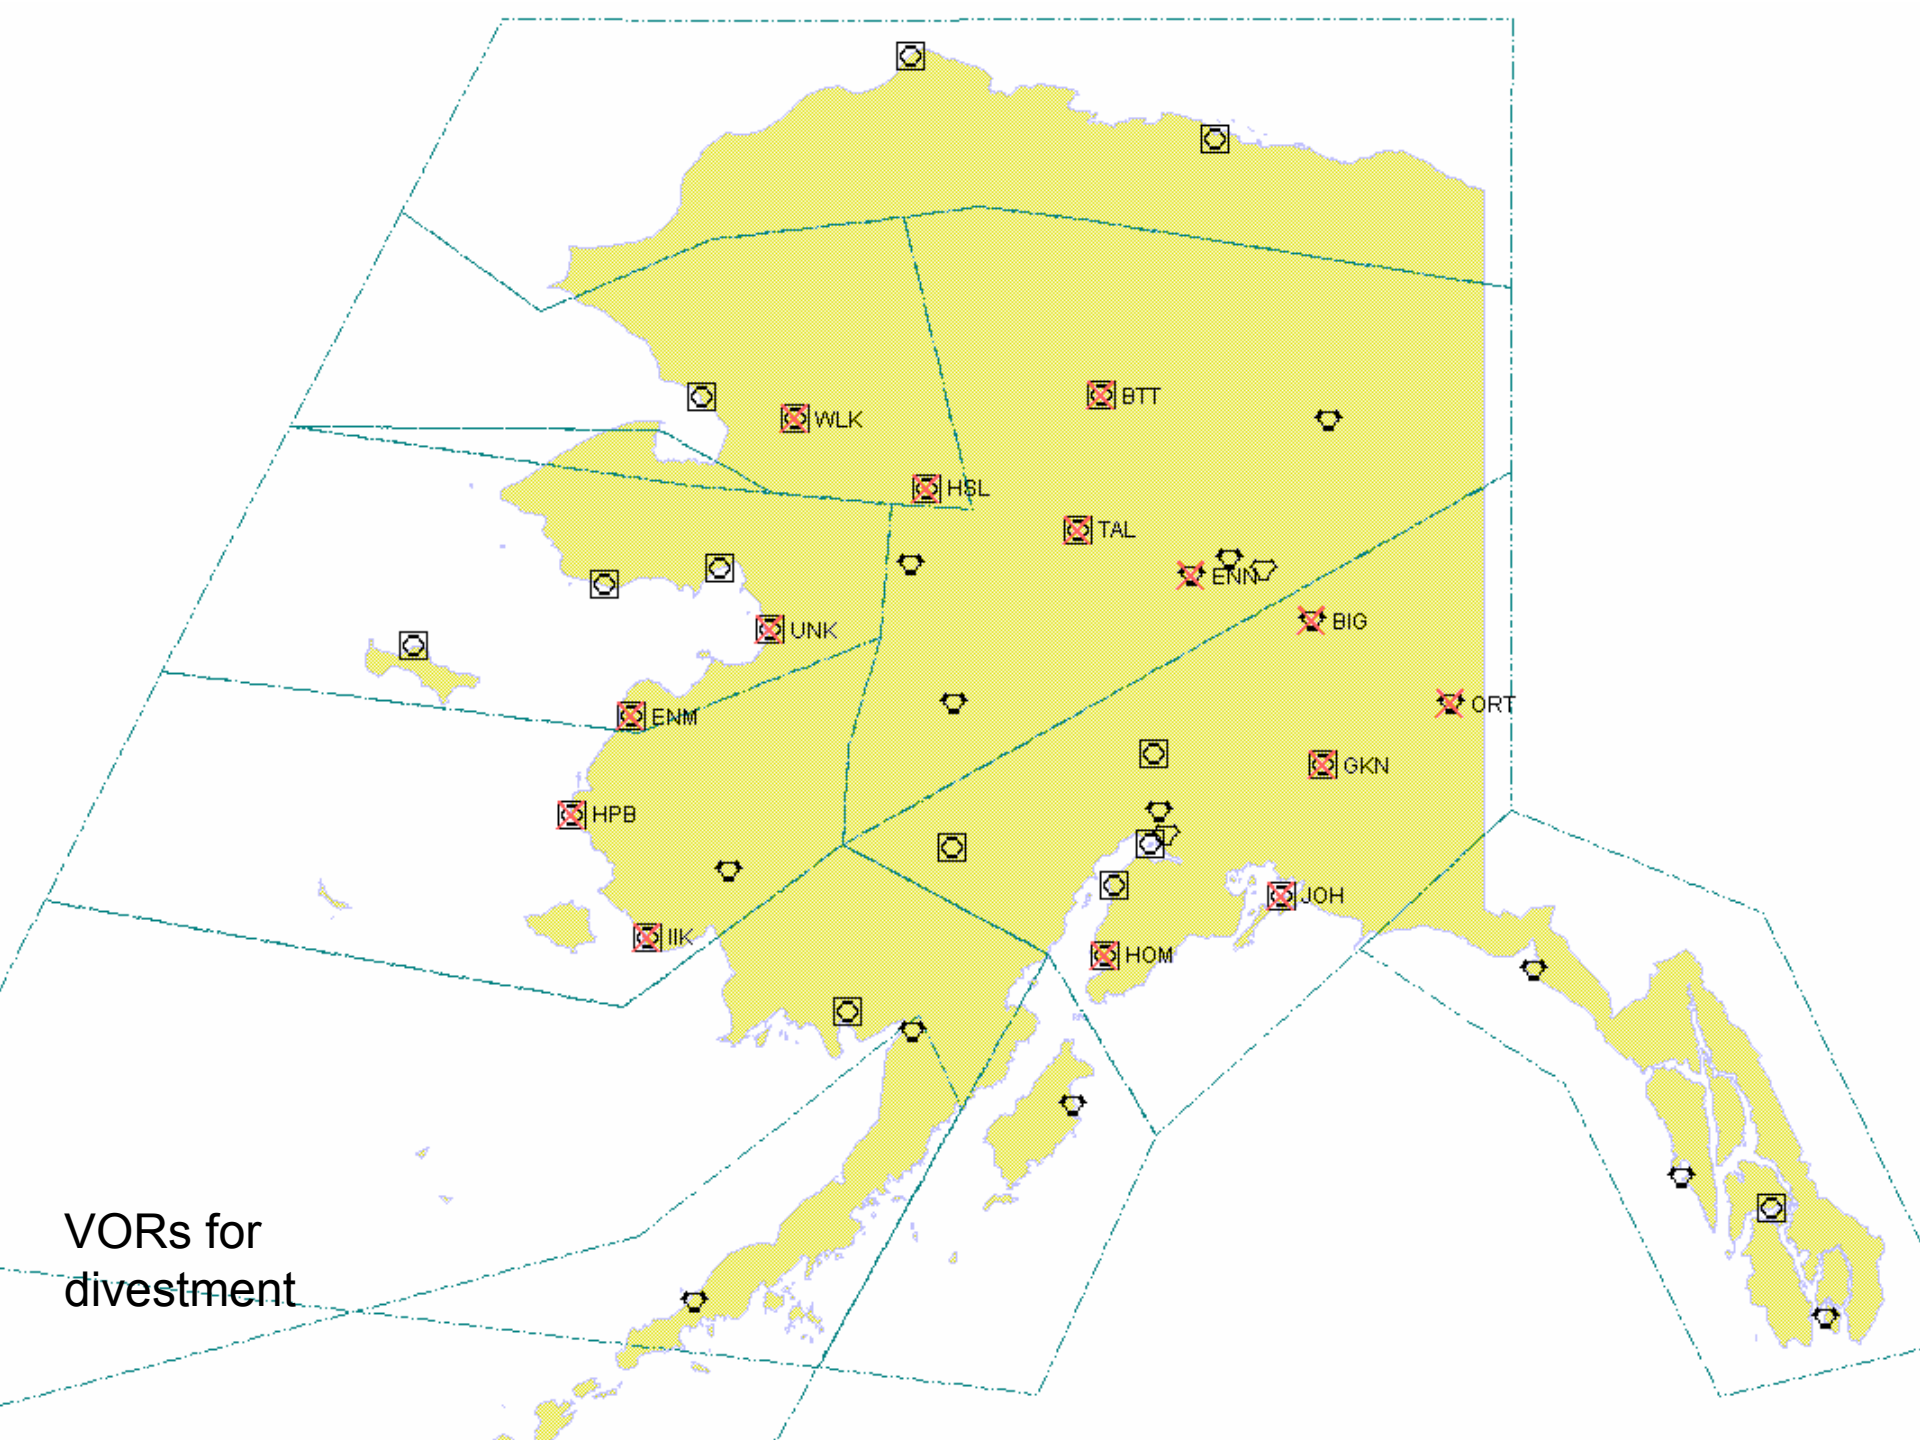 BTT
WLK
HSL
TAL
ENN
BIG
UNK
ORT
ENM
GKN
HPB
JOH
IIK
HOM
VORs for
divestment